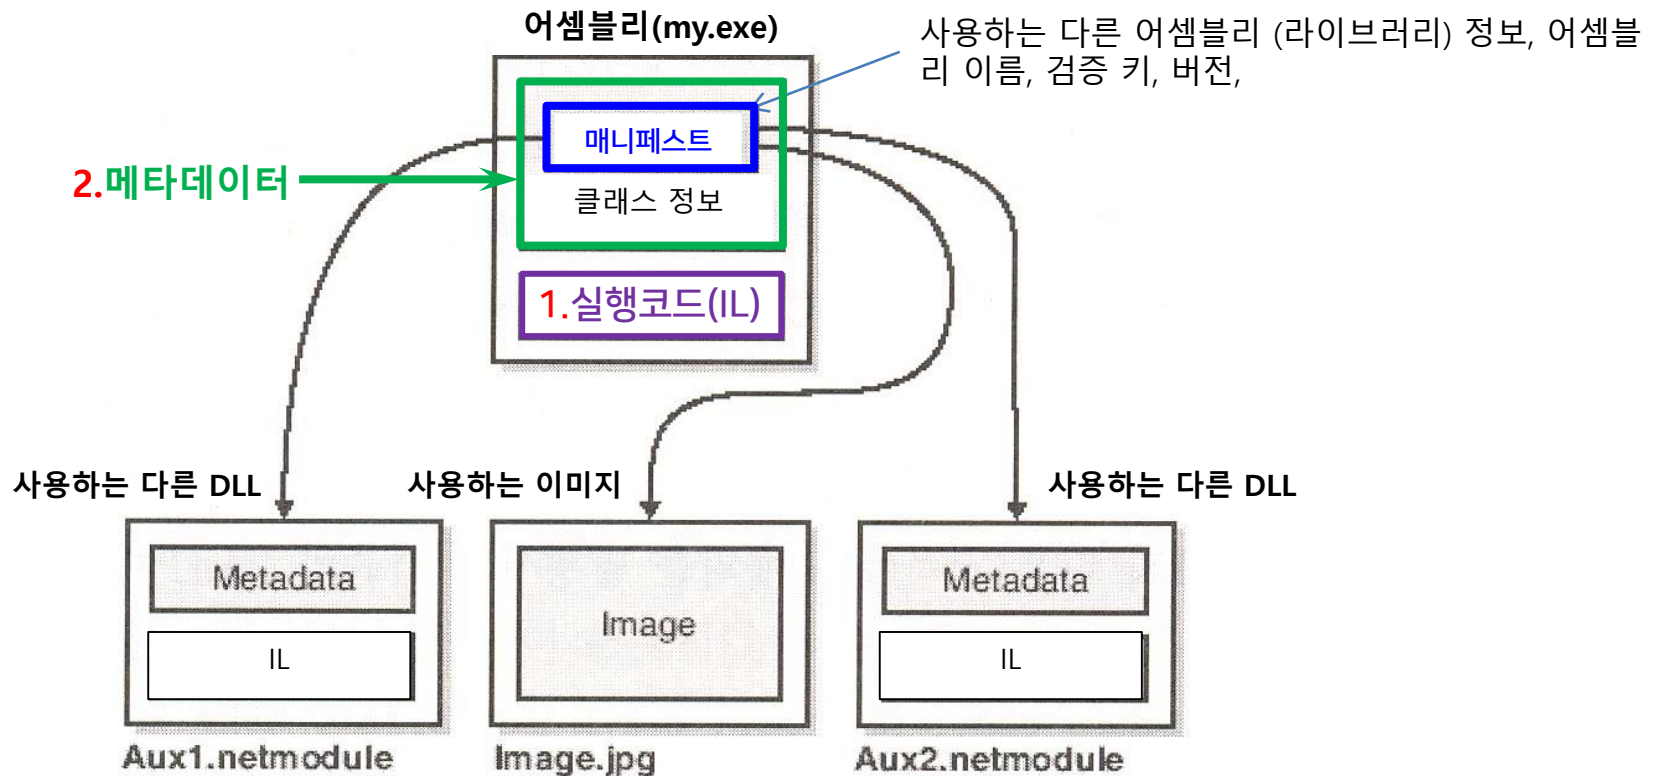 어셈블리(my.exe)
사용하는 다른 어셈블리 (라이브러리) 정보, 어셈블
리 이름, 검증 키, 버전,
매니페스트
2.메타데이터
클래스 정보
1.실행코드(IL)
사용하는 다른 DLL
사용하는 이미지
사용하는 다른 DLL
Metadata
IL
Image
Metadata
IL
Aux1.netmodule
Image.jpg
Aux2.netmodule